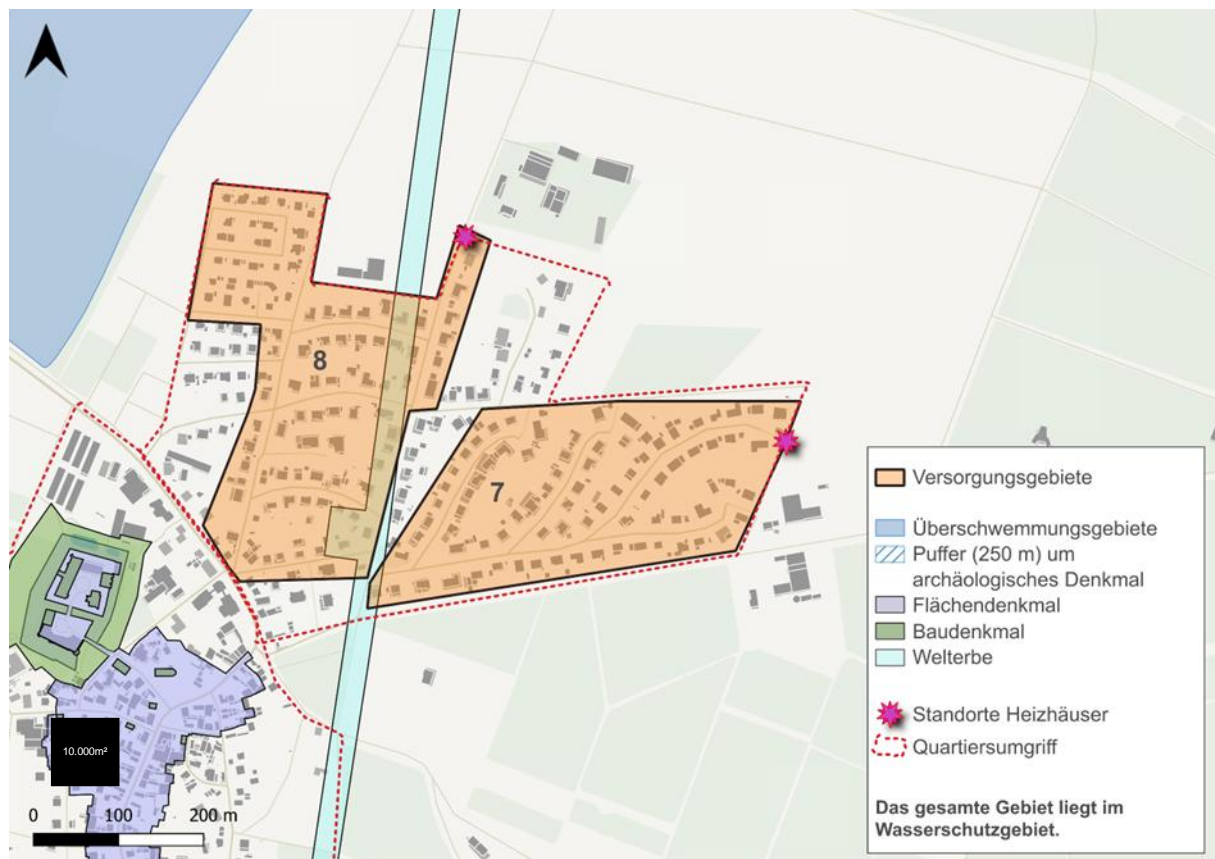 8
7
10.000m²
0 100 200 m
Versorgungsgebiete
Überschwemmungsgebiete
Puffer (250 m) um
archäologisches Denkmal
Flächendenkmal
Baudenkmal
Welterbe
Standorte Heizhäuser
Quartiersumgriff
Das gesamte Gebiet liegt im
Wasserschutzgebiet.